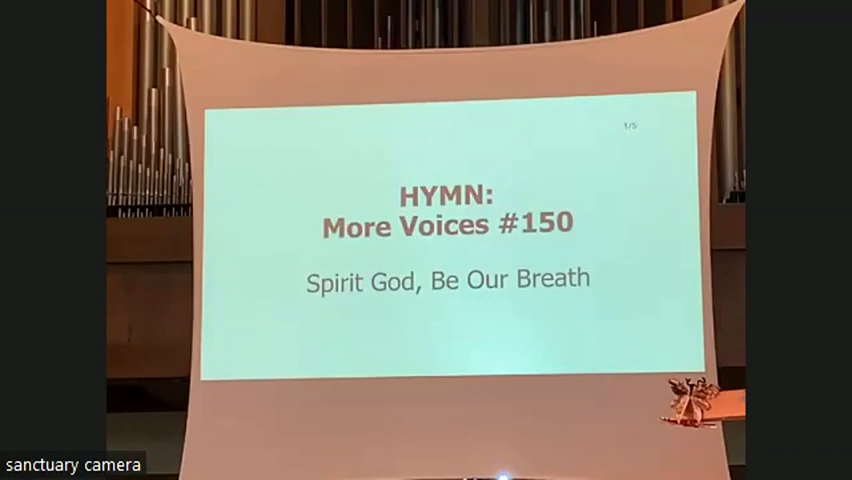 1/5
HYMN:
More Voices #150
Spirit God, Be Our Breath
sanctuary camera